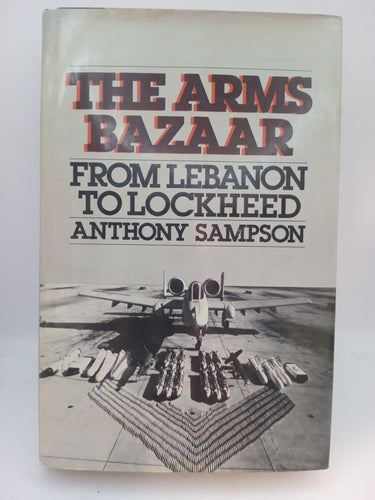 THE ARMS
BAZAAR
FROM LEBANON
TO LOCKHEED
ANTHONY SAMPSON